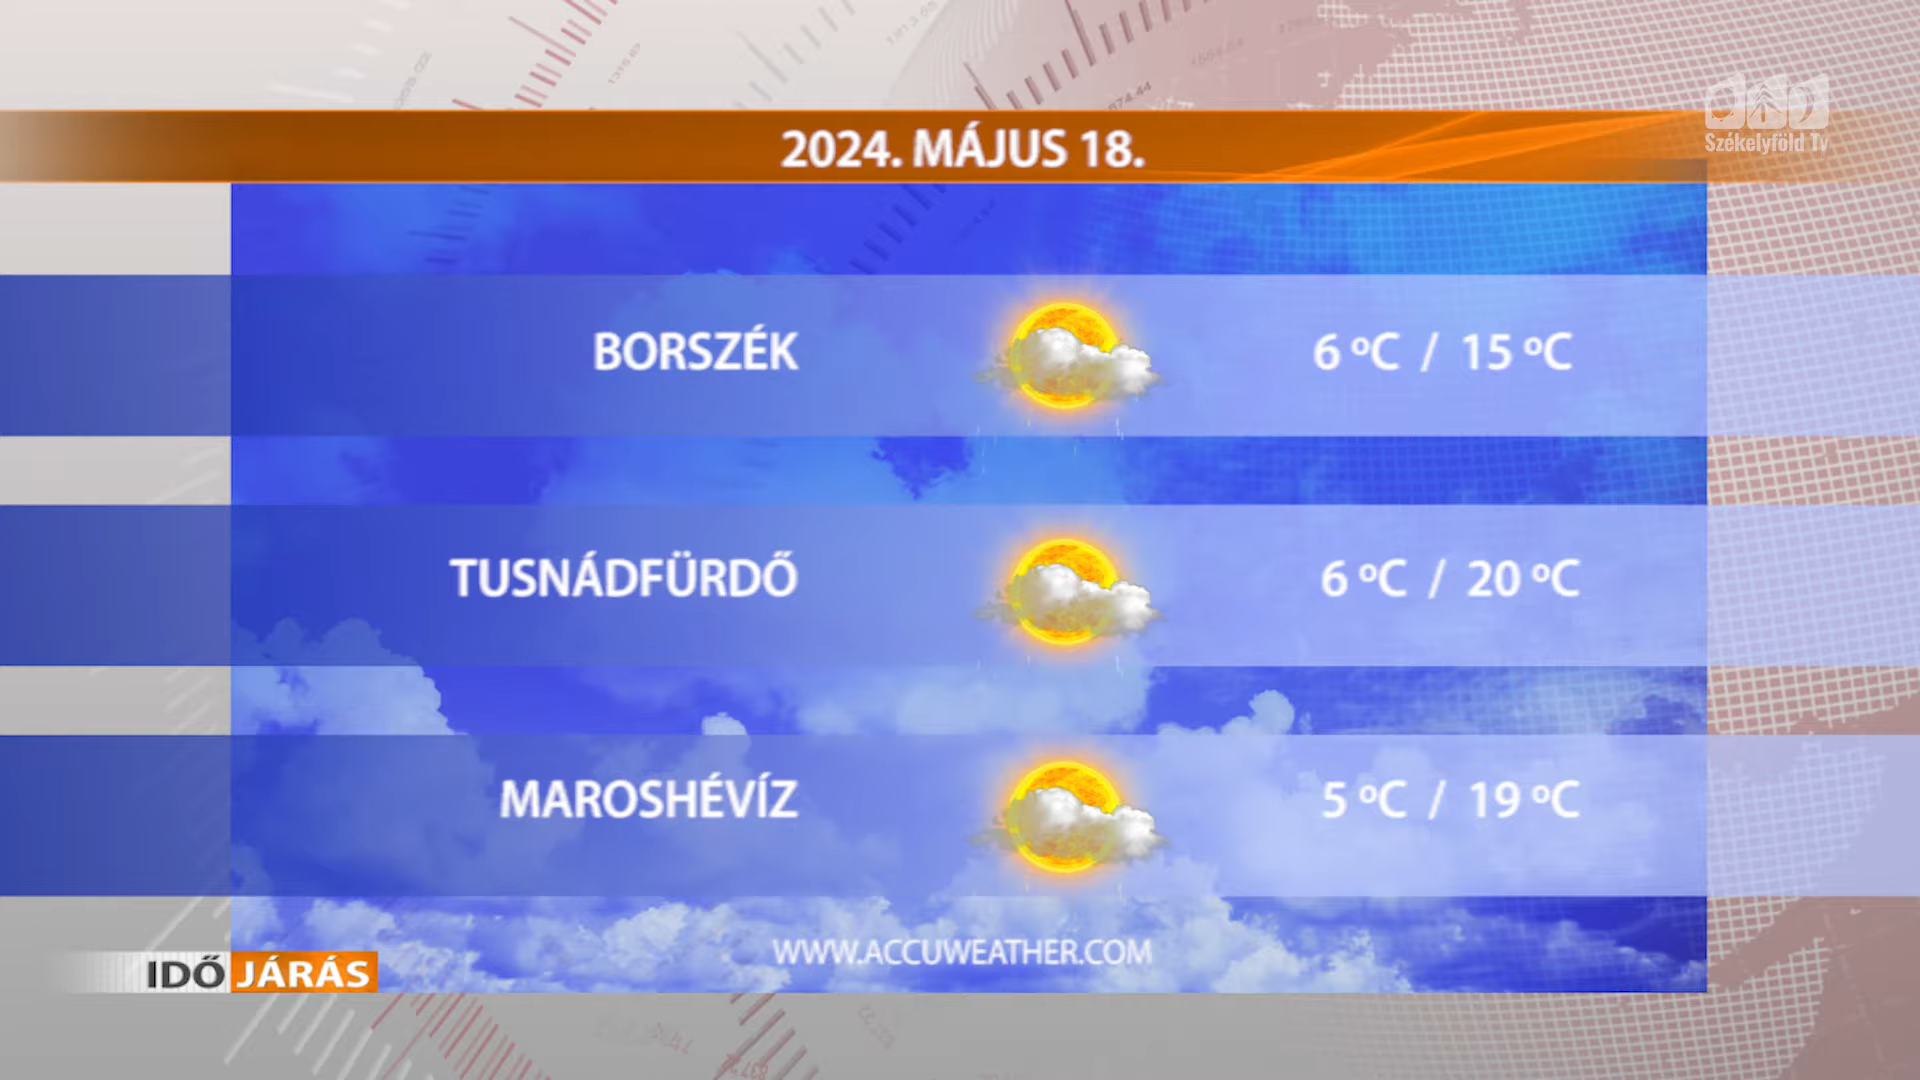 2024. MÁJUS 18.
Székelyföld Tv
BORSZÉK 6 ºC / 15 ºC
TUSNÁDFÜRDŐ 6 ºC / 20 ºC
MAROSHÉVÍZ 5 ºC / 19 ºC
WWW.ACCUWEATHER.COM
IDŐJÁRÁS